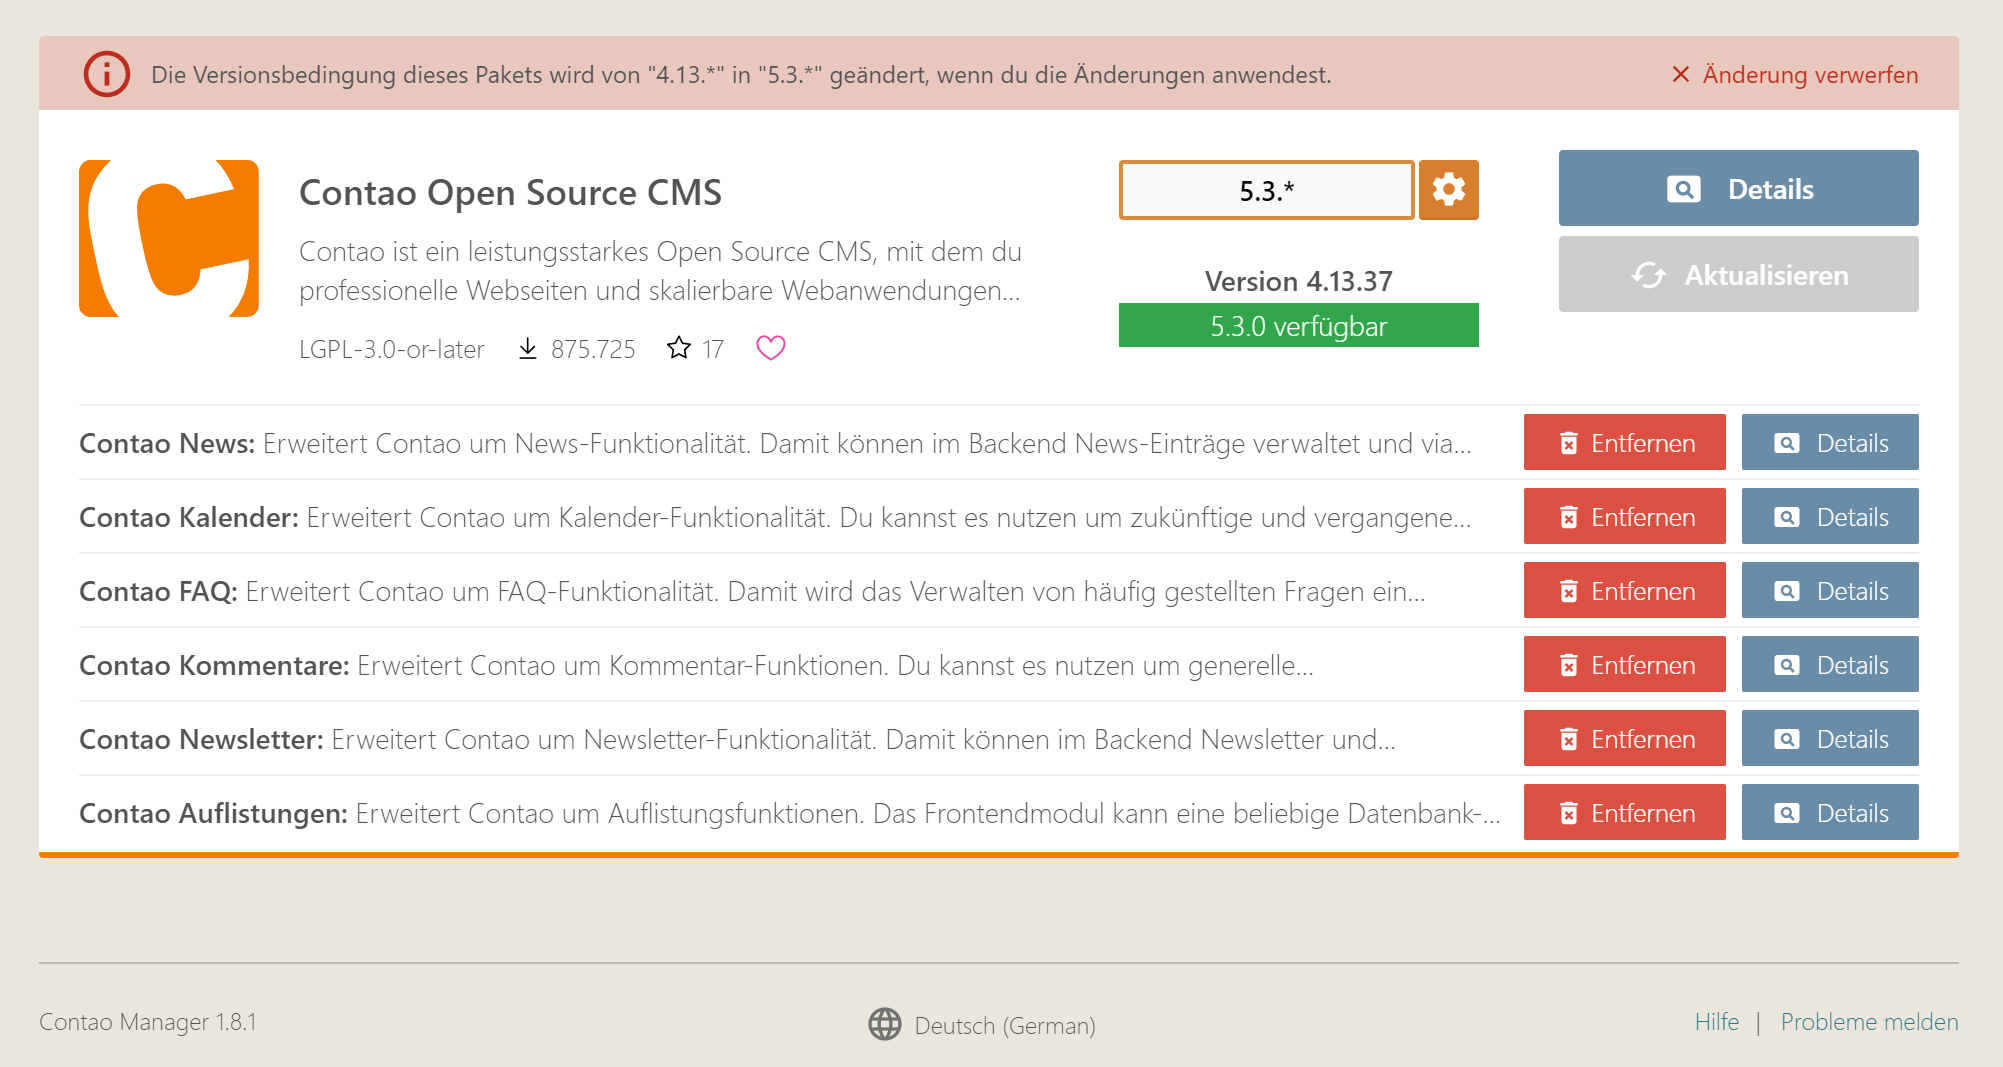 Die Versionsbedingung dieses Pakets wird von "4.13.*" in "5.3.*" geändert, wenn du die Änderungen anwendest.
Änderung verwerfen
Contao Open Source CMS
Contao ist ein leistungsstarkes Open Source CMS, mit dem du
professionelle Webseiten und skalierbare Webanwendungen...
LGPL-3.0-or-later 875.725 17
5.3.*
Version 4.13.37
5.3.0 verfügbar
Details
Aktualisieren
Contao News: Erweitert Contao um News-Funktionalität. Damit können im Backend News-Einträge verwaltet und via... Entfernen Details
Contao Kalender: Erweitert Contao um Kalender-Funktionalität. Du kannst es nutzen um zukünftige und vergangene... Entfernen Details
Contao FAQ: Erweitert Contao um FAQ-Funktionalität. Damit wird das Verwalten von häufig gestellten Fragen ein... Entfernen Details
Contao Kommentare: Erweitert Contao um Kommentar-Funktionen. Du kannst es nutzen um generelle... Entfernen Details
Contao Newsletter: Erweitert Contao um Newsletter-Funktionalität. Damit können im Backend Newsletter und... Entfernen Details
Contao Auflistungen: Erweitert Contao um Auflistungsfunktionen. Das Frontendmodul kann eine beliebige Datenbank-... Entfernen Details
Contao Manager 1.8.1
Deutsch (German)
Hilfe | Probleme melden